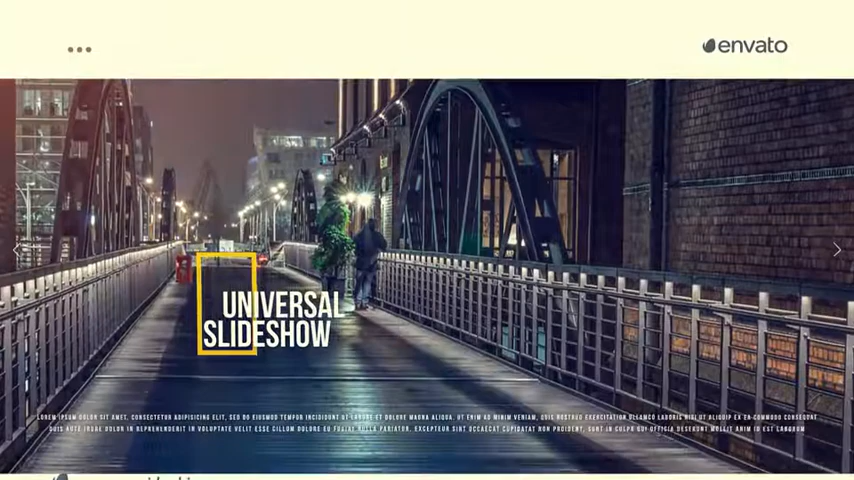 envato
UNIVERSAL
SLIDESHOW
LOREM IPSUM DOLOR SIT AMET, CONSECTETUR ADIPISICING ELIT, SED DO EIUSMOD TEMPOR INCIDIDUNT UT LABORE ET DOLORE MAGNA ALIQUA. UT ENIM AD MINIM VENIAM, QUIS NOSTRUD EXERCITATION ULLAMCO LABORIS NISI UT ALIQUIP EX EA COMMODO CONSEQUAT
DUIS AUTE IRURE DOLOR IN REPREHENDERIT IN VOLUPTATE VELIT ESSE CILLUM DOLORE EU FUGIAT NULLA PARIATUR. EXCEPTEUR SINT OCCAECAT CUPIDATAT NON PROIDENT, SUNT IN CULPA QUI OFFICIA DESERUNT MOLLIT ANIM ID EST LABORUM